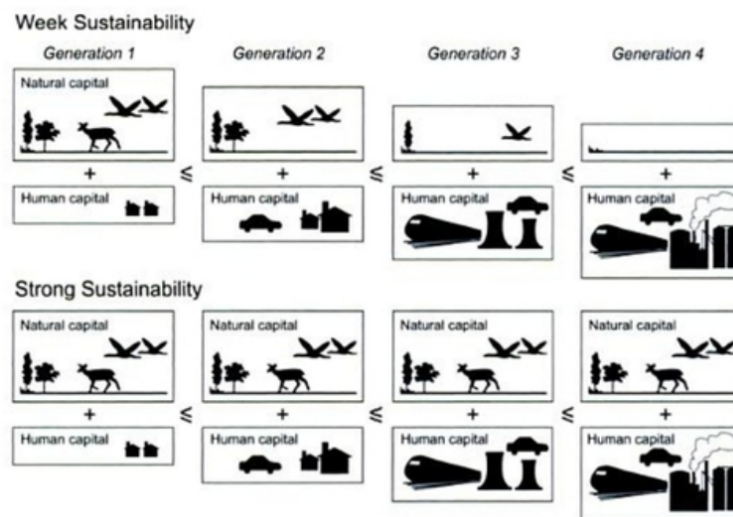 Week Sustainability
Generation 1 Generation 2 Generation 3 Generation 4
Natural capital
+ ≤ + ≤ + ≤ +
Human capital Human capital Human capital Human capital
Strong Sustainability
Natural capital Natural capital Natural capital Natural capital
+ ≤ + ≤ + ≤ +
Human capital Human capital Human capital Human capital